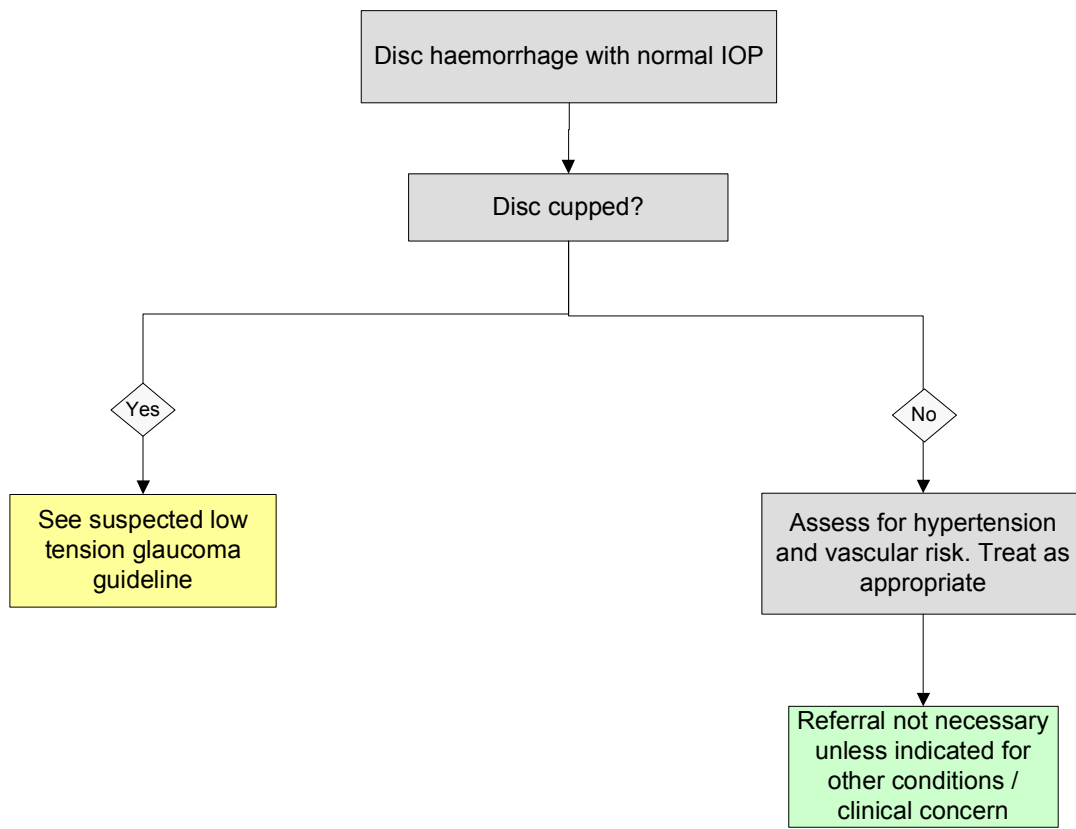 Disc haemorrhage with normal IOP
Disc cupped?
Yes
No
See suspected low
tension glaucoma
guideline
Assess for hypertension
and vascular risk. Treat as
appropriate
Referral not necessary
unless indicated for
other conditions /
clinical concern